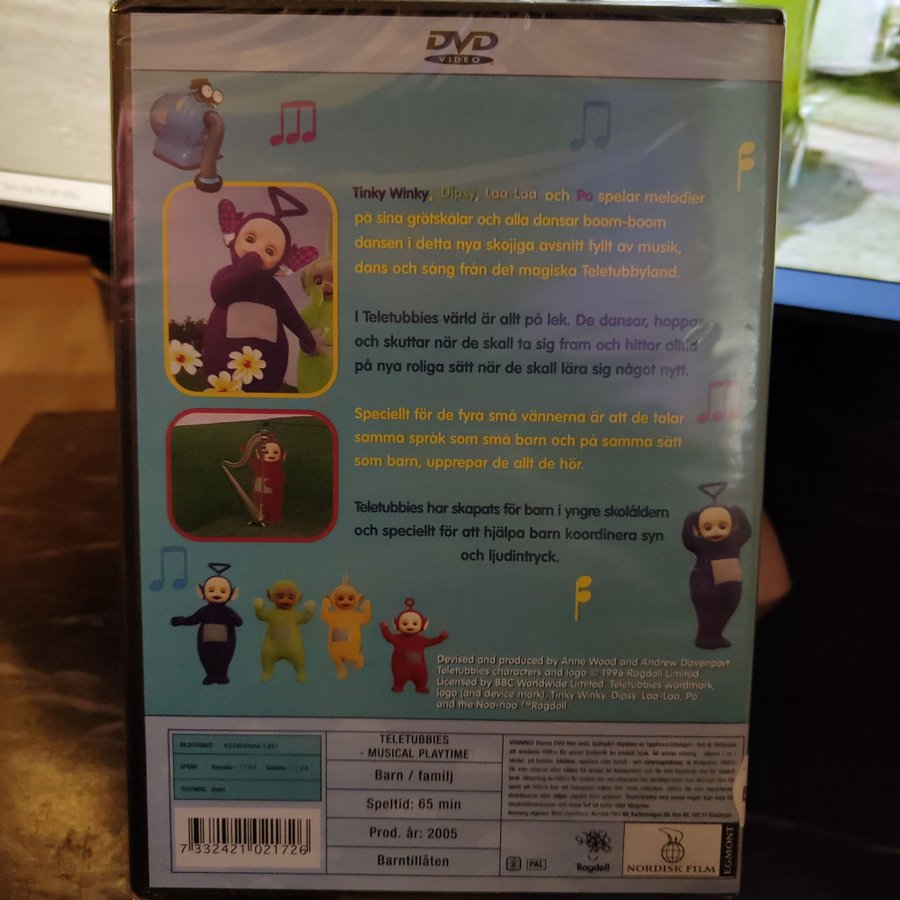 DVD
VIDEO
Tinky Winky, Dipsy, Laa-Laa och Po spelar melodier
på sina grötskålar och alla dansar boom-boom
dansen i detta nya skojiga avsnitt fyllt av musik,
dans och sång från det magiska Teletubbyland.
I Teletubbies värld är allt på lek. De dansar, hoppar
och skuttar när de skall ta sig fram och hittar alltid
på nya roliga sätt när de skall lära sig något nytt.
Speciellt för de fyra små vännerna är att de talar
samma språk som små barn och på samma sätt
som barn, upprepar de allt de hör.
Teletubbies har skapats för barn i yngre skolåldern
och speciellt för att hjälpa barn koordinera syn
och ljudintryck.
Devised and produced by Anne Wood and Andrew Davenport
Teletubbies characters and logo © 1996 Ragdoll Limited.
Licensed by BBC Worldwide Limited. Teletubbies wordmark,
logo (and device mark), Tinky Winky, Dipsy, Laa-Laa, Po
and the Noo-noo ™Ragdoll
BILDFORMAT
SPRÅK
TEXTNING
TELETUBBIES
- MUSICAL PLAYTIME
Barn / familj
Speltid: 65 min
Prod. år: 2005
Barntillåten
7 332421 021726
2 PAL
Ragdoll
NORDISK FILM
EGMONT